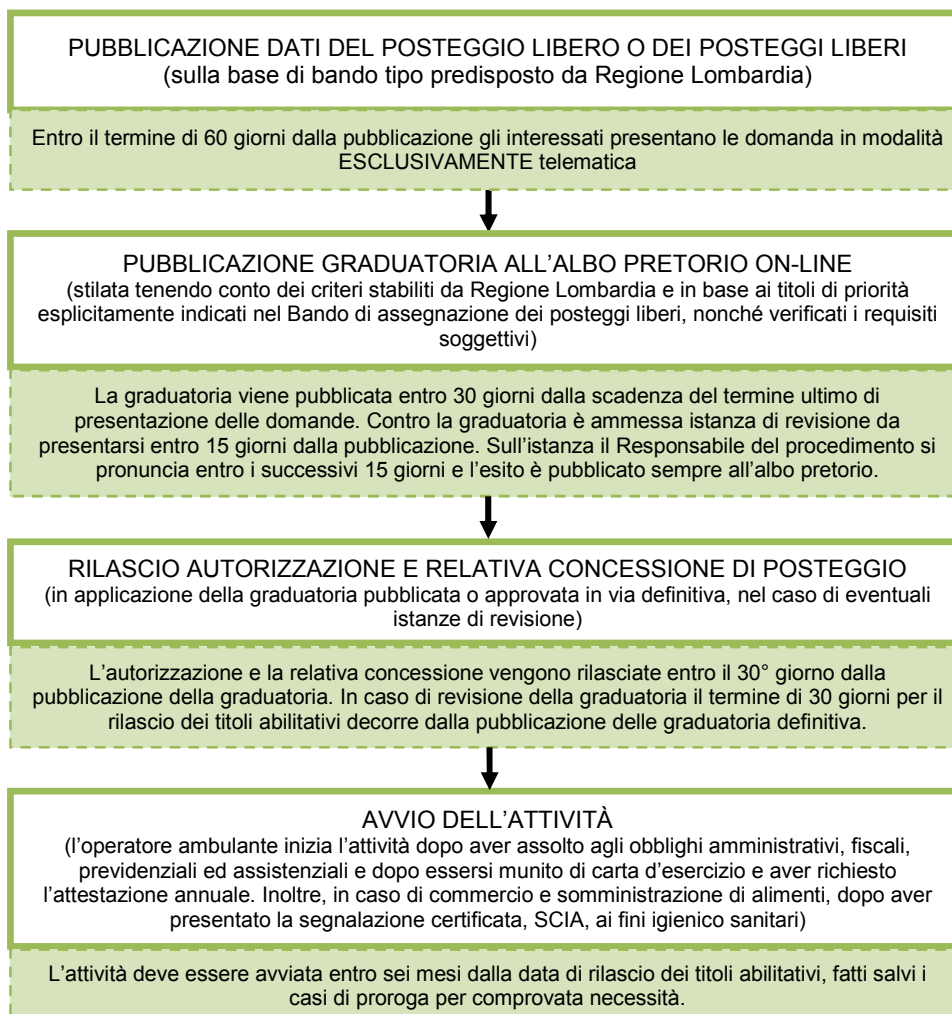 PUBBLICAZIONE DATI DEL POSTEGGIO LIBERO O DEI POSTEGGI LIBERI
(sulla base di bando tipo predisposto da Regione Lombardia)
Entro il termine di 60 giorni dalla pubblicazione gli interessati presentano le domanda in modalità
ESCLUSIVAMENTE telematica
PUBBLICAZIONE GRADUATORIA ALL'ALBO PRETORIO ON-LINE
(stilata tenendo conto dei criteri stabiliti da Regione Lombardia e in base ai titoli di priorità
esplicitamente indicati nel Bando di assegnazione dei posteggi liberi, nonché verificati i requisiti
soggettivi)
La graduatoria viene pubblicata entro 30 giorni dalla scadenza del termine ultimo di
presentazione delle domande. Contro la graduatoria è ammessa istanza di revisione da
presentarsi entro 15 giorni dalla pubblicazione. Sull'istanza il Responsabile del procedimento si
pronuncia entro i successivi 15 giorni e l'esito è pubblicato sempre all'albo pretorio.
RILASCIO AUTORIZZAZIONE E RELATIVA CONCESSIONE DI POSTEGGIO
(in applicazione della graduatoria pubblicata o approvata in via definitiva, nel caso di eventuali
istanze di revisione)
L'autorizzazione e la relativa concessione vengono rilasciate entro il 30° giorno dalla
pubblicazione della graduatoria. In caso di revisione della graduatoria il termine di 30 giorni per il
rilascio dei titoli abilitativi decorre dalla pubblicazione delle graduatoria definitiva.
AVVIO DELL'ATTIVITÀ
(l'operatore ambulante inizia l'attività dopo aver assolto agli obblighi amministrativi, fiscali,
previdenziali ed assistenziali e dopo essersi munito di carta d'esercizio e aver richiesto
l'attestazione annuale. Inoltre, in caso di commercio e somministrazione di alimenti, dopo aver
presentato la segnalazione certificata, SCIA, ai fini igienico sanitari)
L'attività deve essere avviata entro sei mesi dalla data di rilascio dei titoli abilitativi, fatti salvi i
casi di proroga per comprovata necessità.